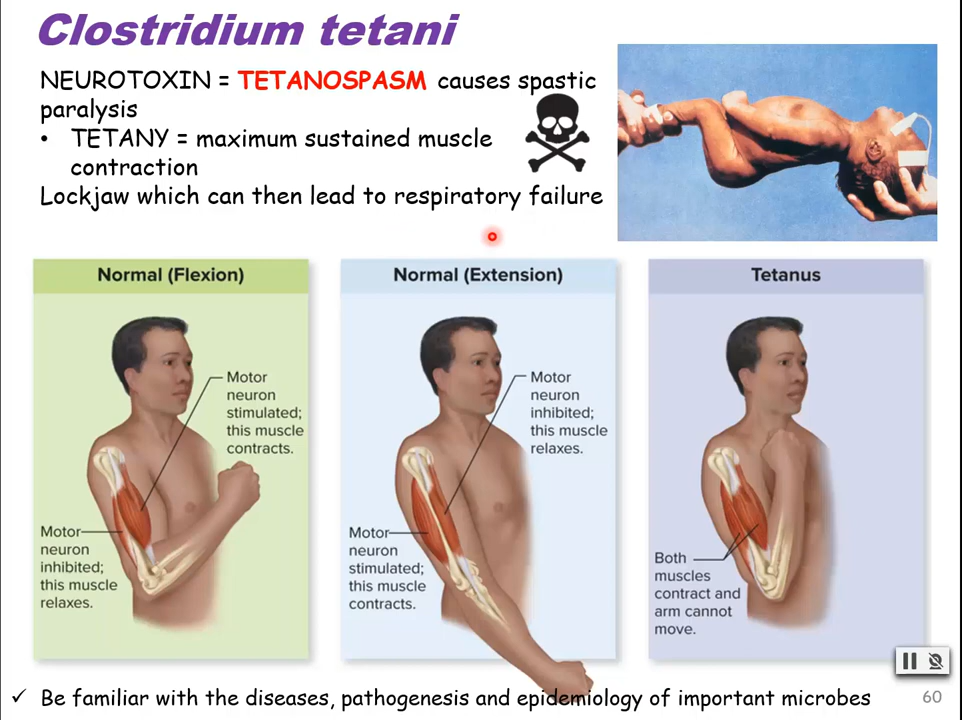 Clostridium tetani
NEUROTOXIN = TETANOSPASM causes spastic
paralysis
• TETANY = maximum sustained muscle
contraction
Lockjaw which can then lead to respiratory failure
Normal (Flexion)
Motor
neuron
stimulated;
this muscle
contracts.
Motor
neuron
inhibited;
this muscle
relaxes.
Normal (Extension)
Motor
neuron
inhibited;
this muscle
relaxes.
Motor
neuron
stimulated;
this muscle
contracts.
Tetanus
Both
muscles
contract and
arm cannot
move.
✓ Be familiar with the diseases, pathogenesis and epidemiology of important microbes
60